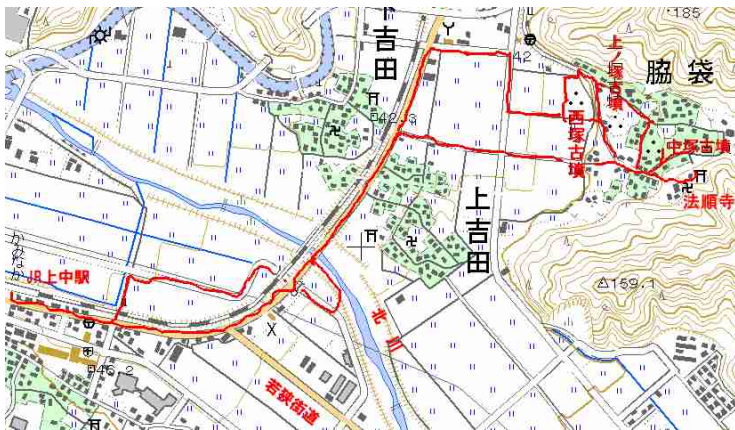 185
下吉田
42
上ノ塚古墳
脇袋
42.3
西塚古墳
中塚古墳
法順寺
上吉田
かみなか
JR上中駅
159.1
北川
46.2
若狭街道